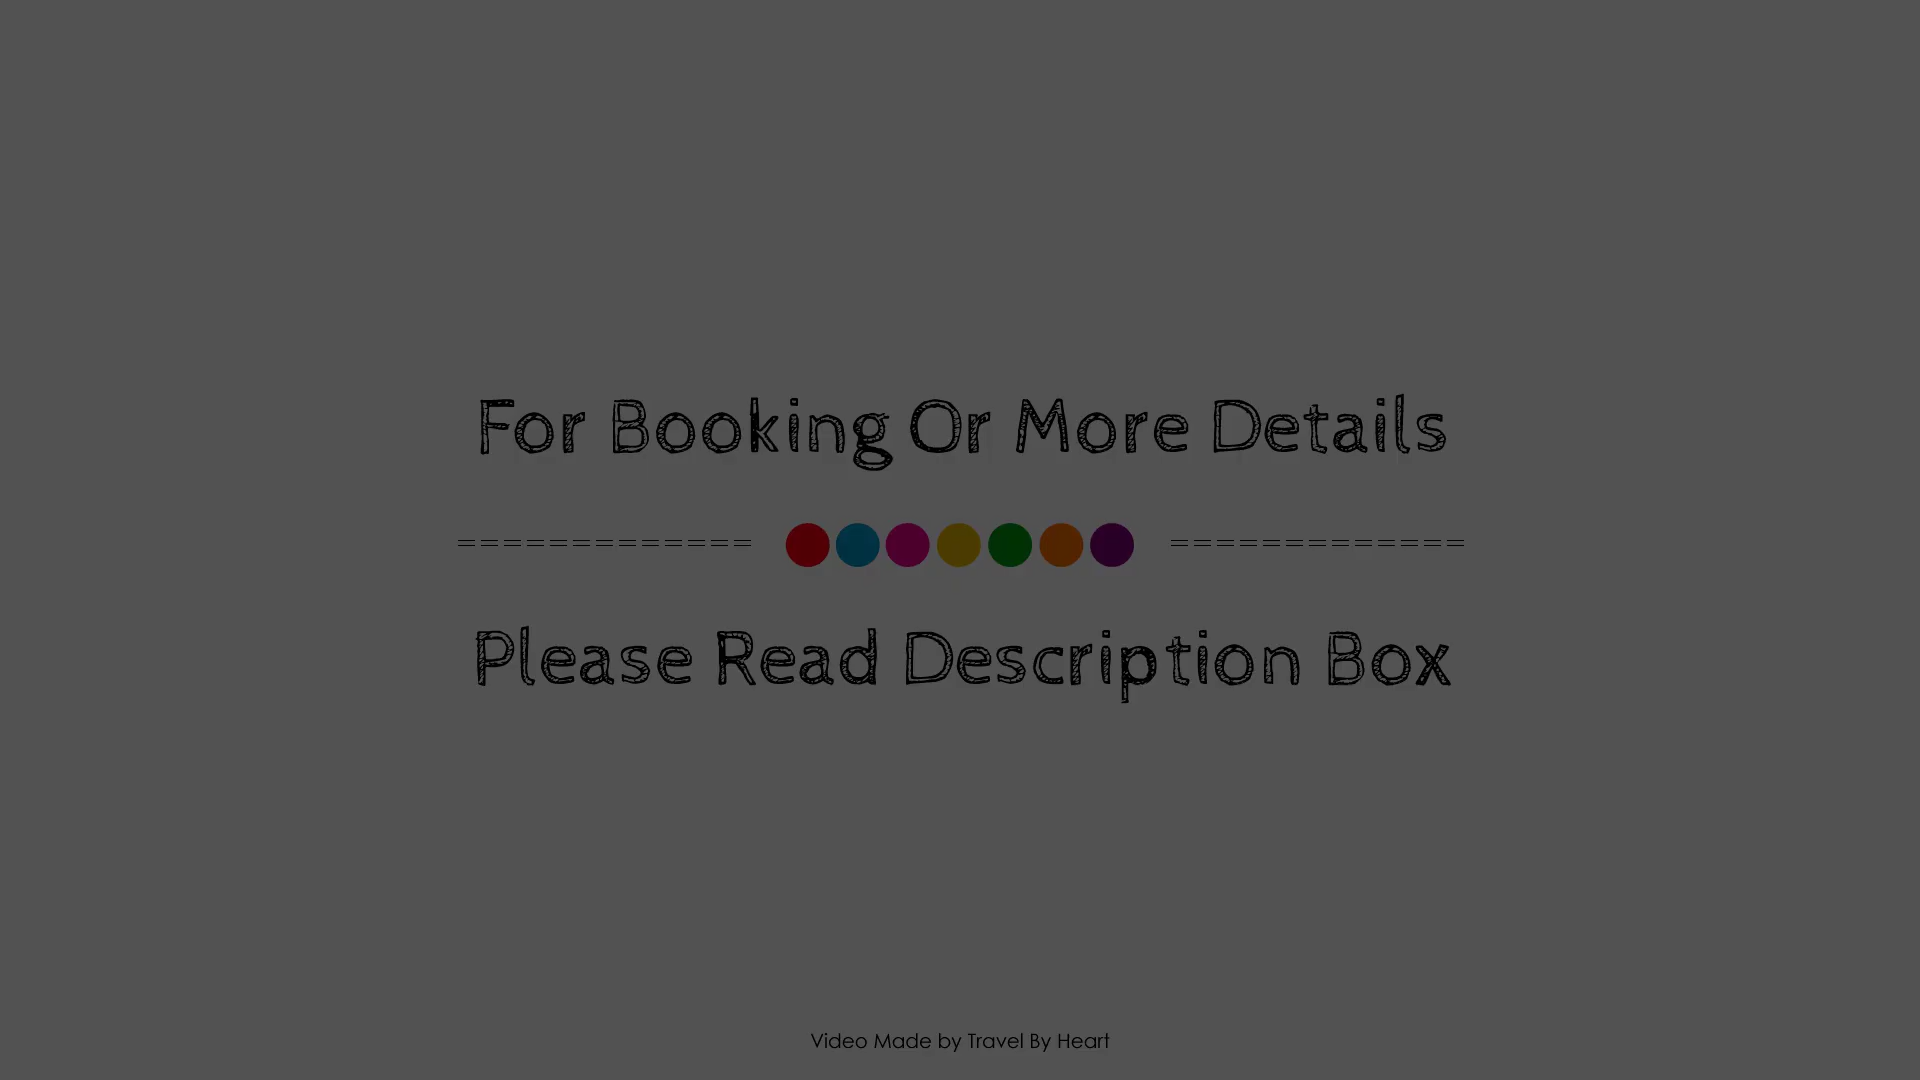 For Booking Or More Details
============= =============
Please Read Description Box
Video Made by Travel By Heart